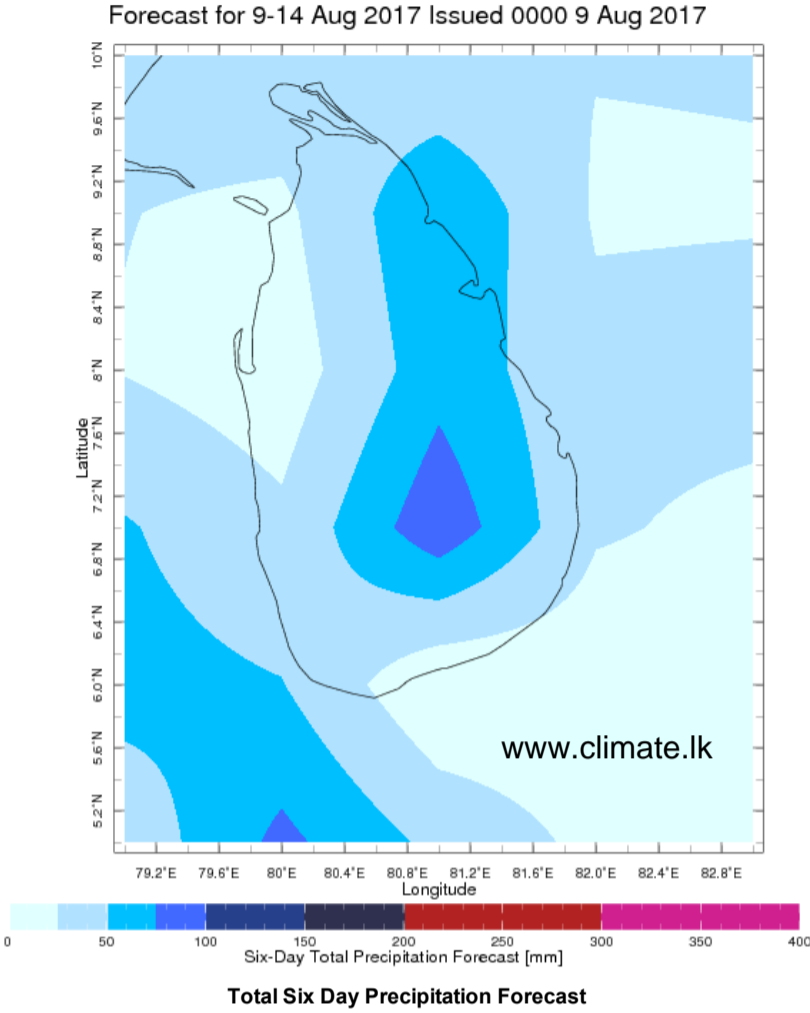 Forecast for 9-14 Aug 2017 Issued 0000 9 Aug 2017
10°N
9.6°N
9.2°N
8.8°N
8.4°N
8°N
7.6°N
7.2°N
6.8°N
6.4°N
6.0°N
5.6°N
5.2°N
Latitude
www.climate.lk
79.2°E 79.6°E 80°E 80.4°E 80.8°E 81.2°E 81.6°E 82.0°E 82.4°E 82.8°E
Longitude
0 50 100 150 200 250 300 350 400
Six-Day Total Precipitation Forecast [mm]
Total Six Day Precipitation Forecast